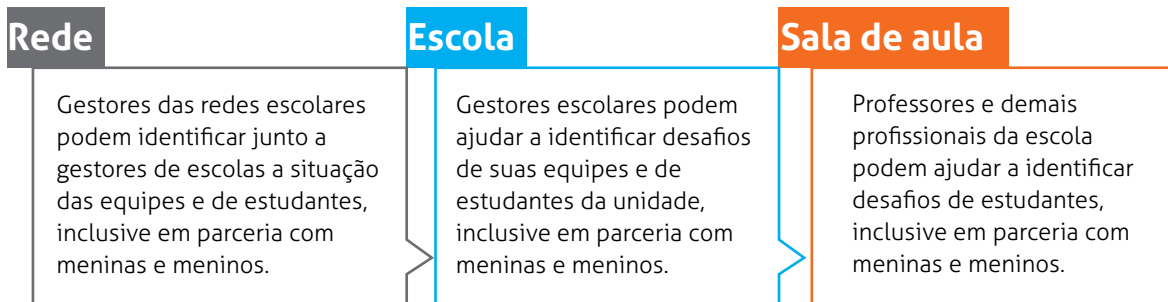 Rede
Gestores das redes escolares
podem identificar junto a
gestores de escolas a situação
das equipes e de estudantes,
inclusive em parceria com
meninas e meninos.
Escola
Gestores escolares podem
ajudar a identificar desafios
de suas equipes e de
estudantes da unidade,
inclusive em parceria com
meninas e meninos.
Sala de aula
Professores e demais
profissionais da escola
podem ajudar a identificar
desafios de estudantes,
inclusive em parceria com
meninas e meninos.